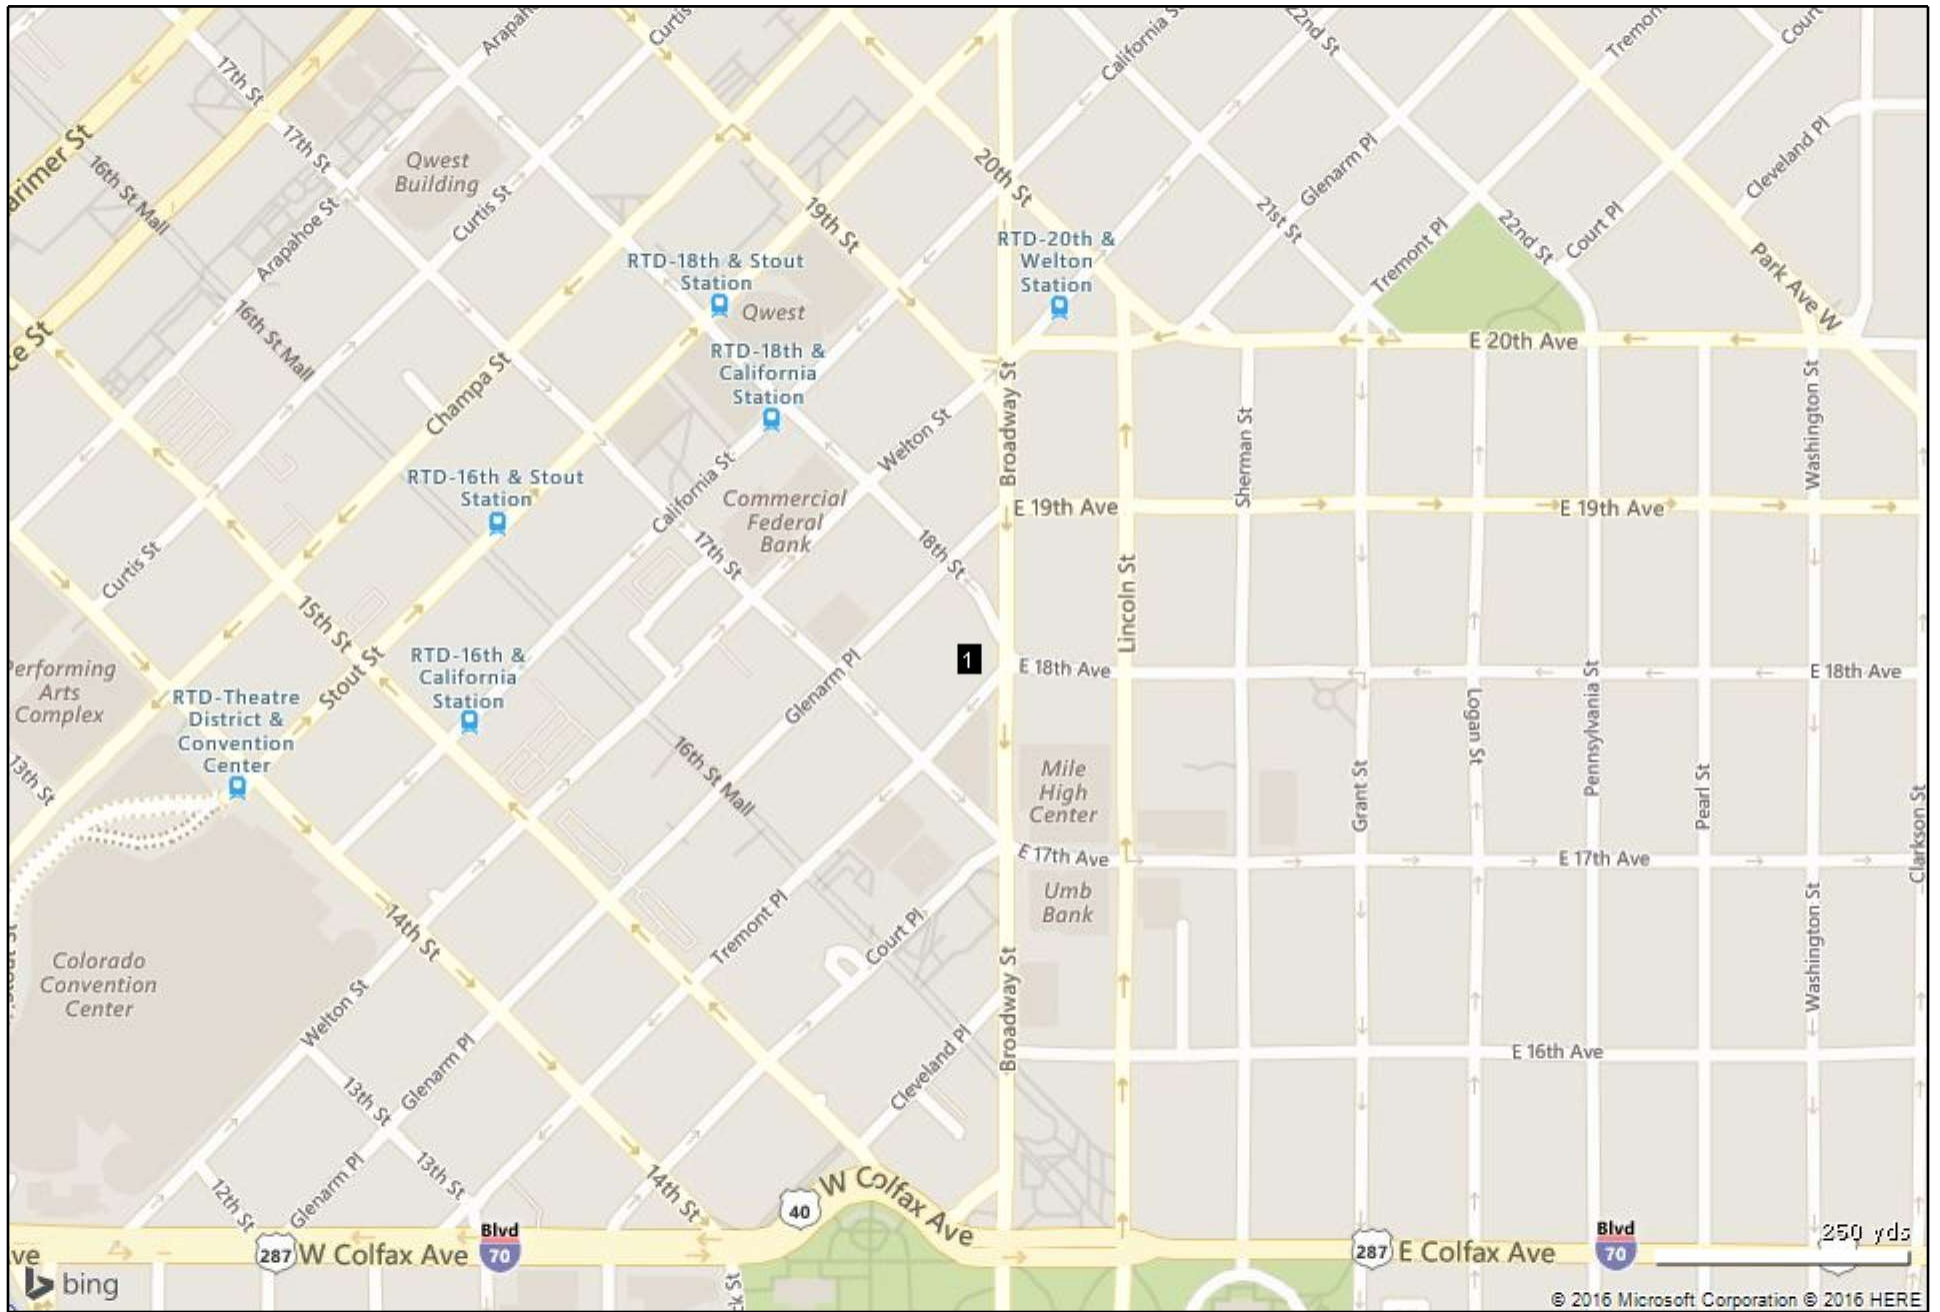 Arapah
Curtis
California S
22nd St
Tremon
Court
17th St
17th St
arimer St
16th St Mall
Qwest
Building
Curtis St
Arapahoe St
20th St
19th St
Glenarm Pl
21st St
Cleveland Pl
Tremont Pl
22nd St
Court Pl
Park Ave W
RTD-18th & Stout
Station
RTD-20th &
Welton
Station
Qwest
16th St Mall
ce St
E 20th Ave
RTD-18th &
California
Station
Champa St
Broadway St
Welton St
Sherman St
Washington St
RTD-16th & Stout
Station
California St
Commercial
Federal
Bank
E 19th Ave
E 19th Ave
17th St
18th St
Curtis St
Lincoln St
15th St
Stout St
RTD-16th &
California
Station
Glenarm Pl
1
E 18th Ave
E 18th Ave
Performing
Arts
Complex
RTD-Theatre
District &
Convention
Center
Logan St
Pennsylvania St
16th St Mall
13th St
Mile
High
Center
Grant St
Pearl St
Clarkson St
E 17th Ave
E 17th Ave
Umb
Bank
14th St
Tremont Pl
Court Pl
Washington St
Colorado
Convention
Center
Welton St
Broadway St
E 16th Ave
Glenarm Pl
Cleveland Pl
13th St
13th St
12th St
Glenarm Pl
14th St
W Colfax Ave
40
ve
287
W Colfax Ave
Blvd
70
287
E Colfax Ave
Blvd
70
250 yds
bing
k St
© 2016 Microsoft Corporation © 2016 HERE